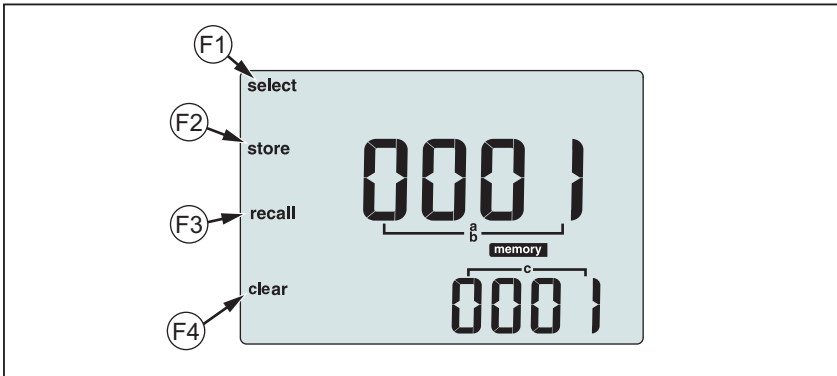 F1
select
F2
store
0001
F3
recall
a
b
memory
c
F4
clear
0001